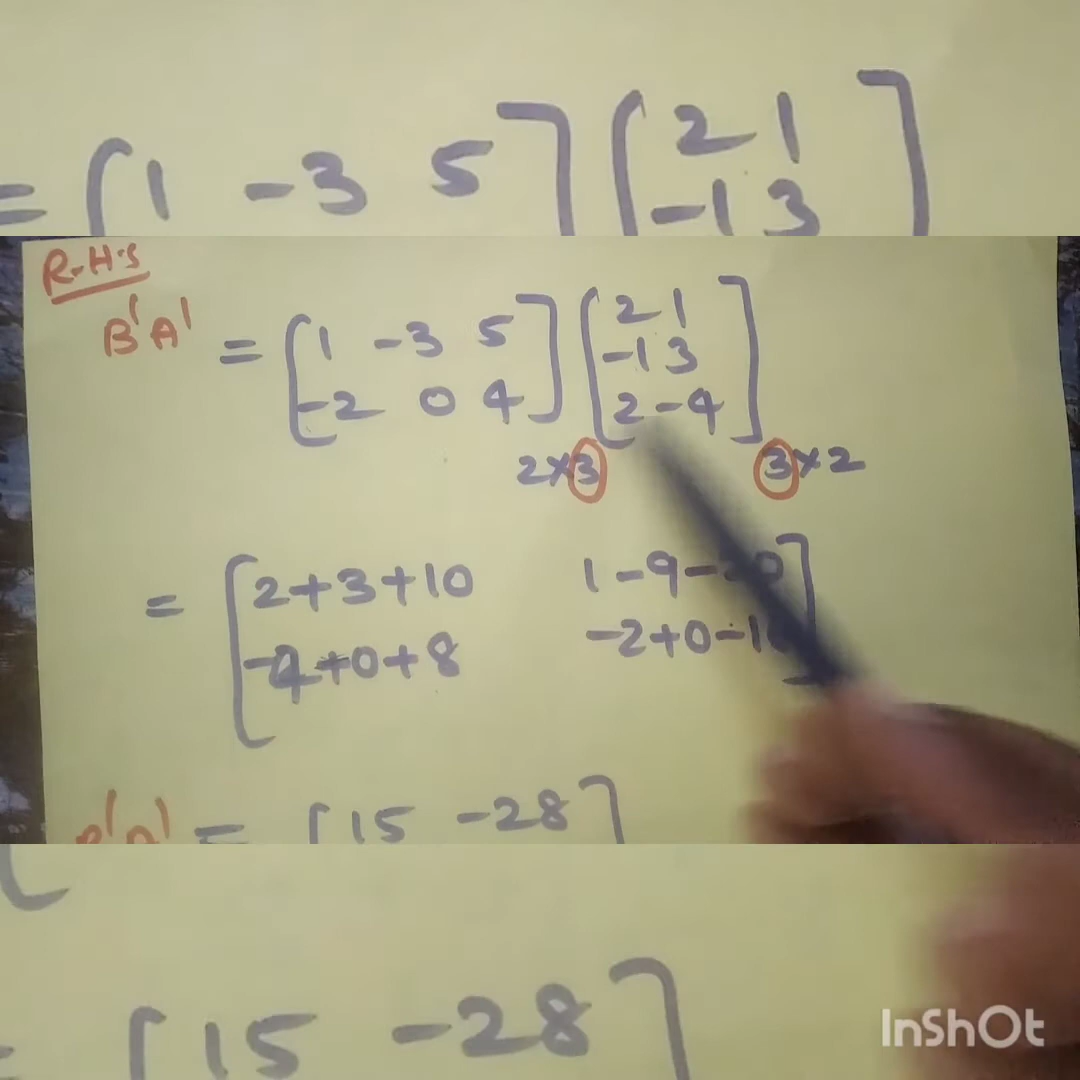 = [1 -3 5] [2 1
-1 3]
R.H.S
B'A' = [1 -3 5] [2 1]
-2 0 4 -1 3
2 -4
2×3 3×2
= [2+3+10 1-9-
-4+0+8 -2+0-1
= [15 -28]
= [15 -28]
InShOt